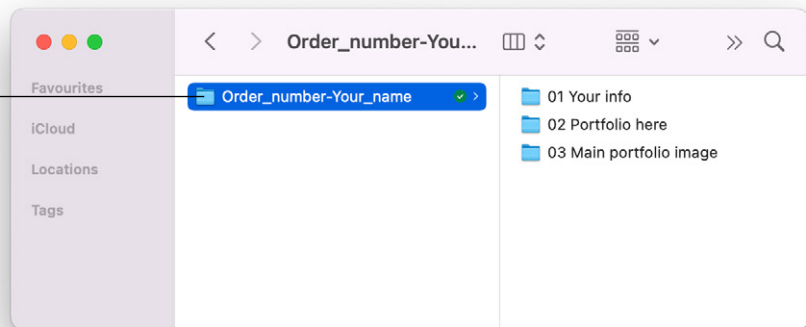 Order_number-You...
Favourites
iCloud
Locations
Tags
Order_number-Your_name
01 Your info
02 Portfolio here
03 Main portfolio image